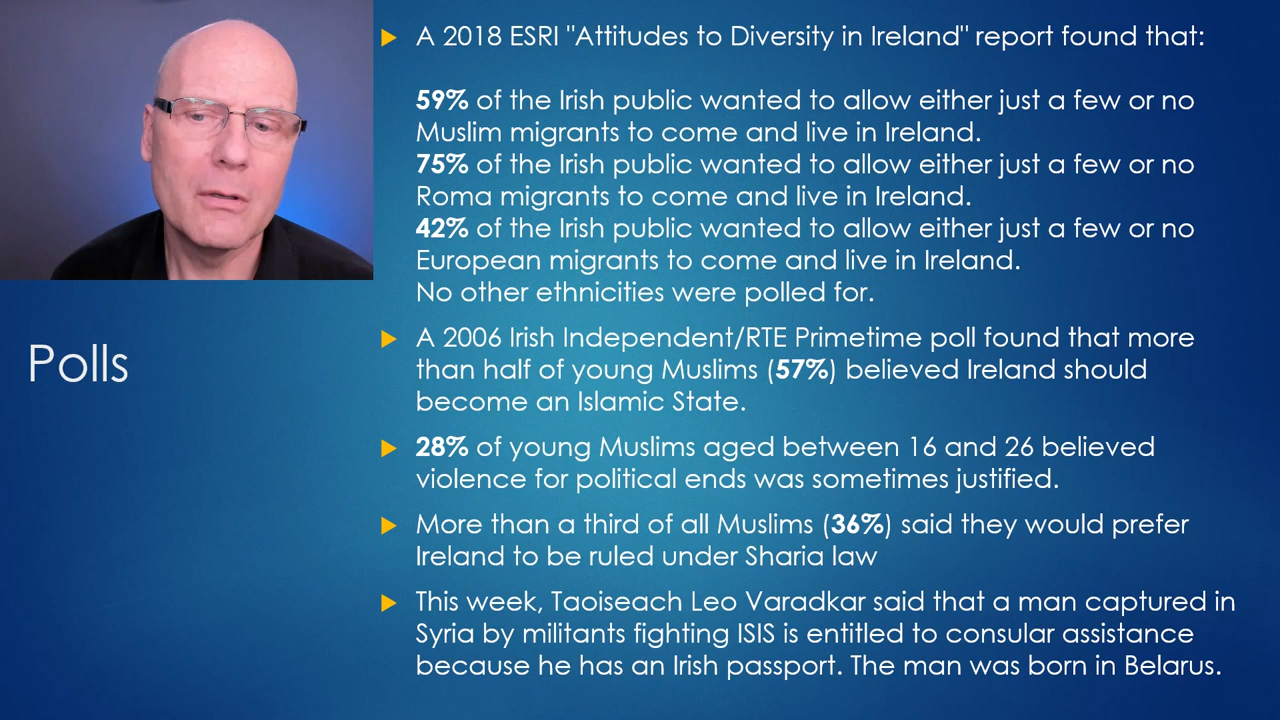 A 2018 ESRI "Attitudes to Diversity in Ireland" report found that:
59% of the Irish public wanted to allow either just a few or no
Muslim migrants to come and live in Ireland.
75% of the Irish public wanted to allow either just a few or no
Roma migrants to come and live in Ireland.
42% of the Irish public wanted to allow either just a few or no
European migrants to come and live in Ireland.
No other ethnicities were polled for.
Polls
A 2006 Irish Independent/RTE Primetime poll found that more
than half of young Muslims (57%) believed Ireland should
become an Islamic State.
28% of young Muslims aged between 16 and 26 believed
violence for political ends was sometimes justified.
More than a third of all Muslims (36%) said they would prefer
Ireland to be ruled under Sharia law
This week, Taoiseach Leo Varadkar said that a man captured in
Syria by militants fighting ISIS is entitled to consular assistance
because he has an Irish passport. The man was born in Belarus.